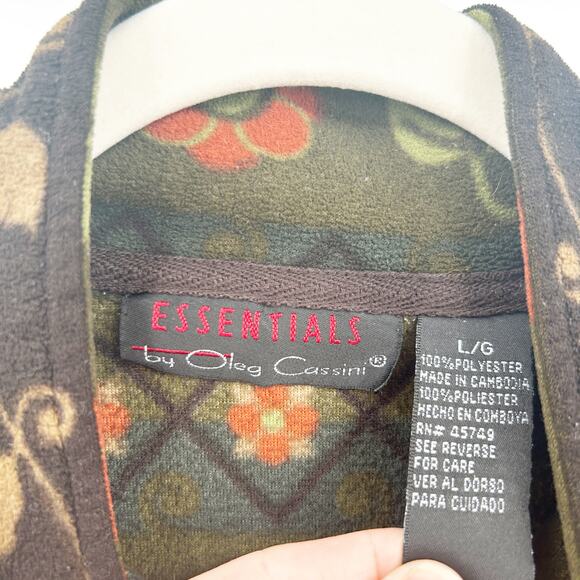 ESSENTIALS
by Oleg Cassini®
L/G
100%POLYESTER
MADE IN CAMBODIA
100%POLIESTER
HECHO EN COMBOYA
RN# 45749
SEE REVERSE
FOR CARE
VER AL DORSO
PARA CUIDADO